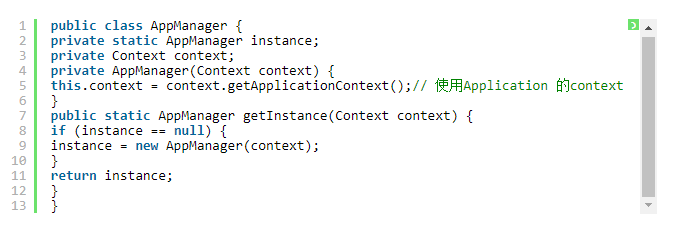 1 public class AppManager {
2 private static AppManager instance;
3 private Context context;
4 private AppManager(Context context) {
5 this.context = context.getApplicationContext();// 使用Application 的context
6 }
7 public static AppManager getInstance(Context context) {
8 if (instance == null) {
9 instance = new AppManager(context);
10 }
11 return instance;
12 }
13 }